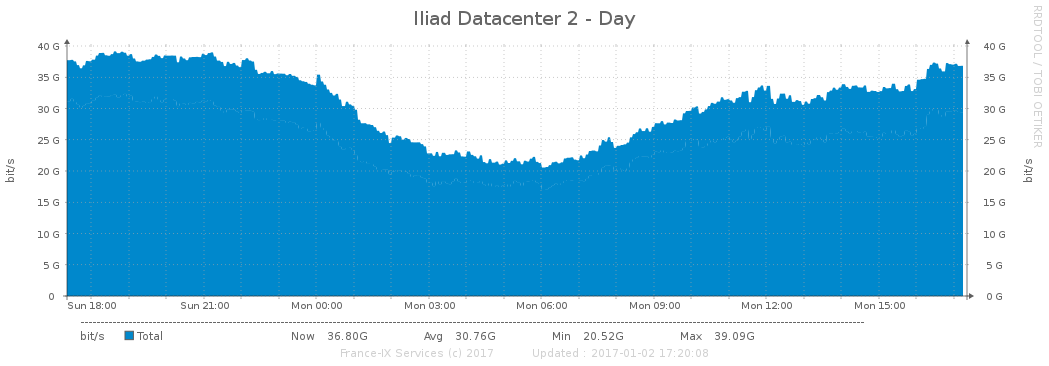 Iliad Datacenter 2 - Day
RRDTOOL / TOBI OETIKER
bit/s
40 G
35 G
30 G
25 G
20 G
15 G
10 G
5 G
0
40 G
35 G
30 G
25 G
20 G
15 G
10 G
5 G
0 G
bit/s
Sun 18:00 Sun 21:00 Mon 00:00 Mon 03:00 Mon 06:00 Mon 09:00 Mon 12:00 Mon 15:00
bit/s Total Now 36.80G Avg 30.76G Min 20.52G Max 39.09G
France-IX Services (c) 2017 Updated : 2017-01-02 17:20:08